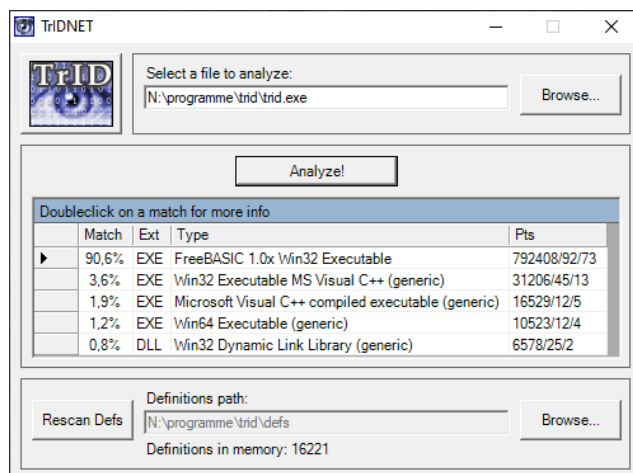 TrIDNET
TrID
Select a file to analyze:
N:\programme\trid\trid.exe
Browse...
Analyze!
Doubleclick on a match for more info
Match Ext Type Pts
90,6% EXE FreeBASIC 1.0x Win32 Executable 792408/92/73
3,6% EXE Win32 Executable MS Visual C++ (generic) 31206/45/13
1,9% EXE Microsoft Visual C++ compiled executable (generic) 16529/12/5
1,2% EXE Win64 Executable (generic) 10523/12/4
0,8% DLL Win32 Dynamic Link Library (generic) 6578/25/2
Rescan Defs
Definitions path:
N:\programme\trid\defs
Browse...
Definitions in memory: 16221